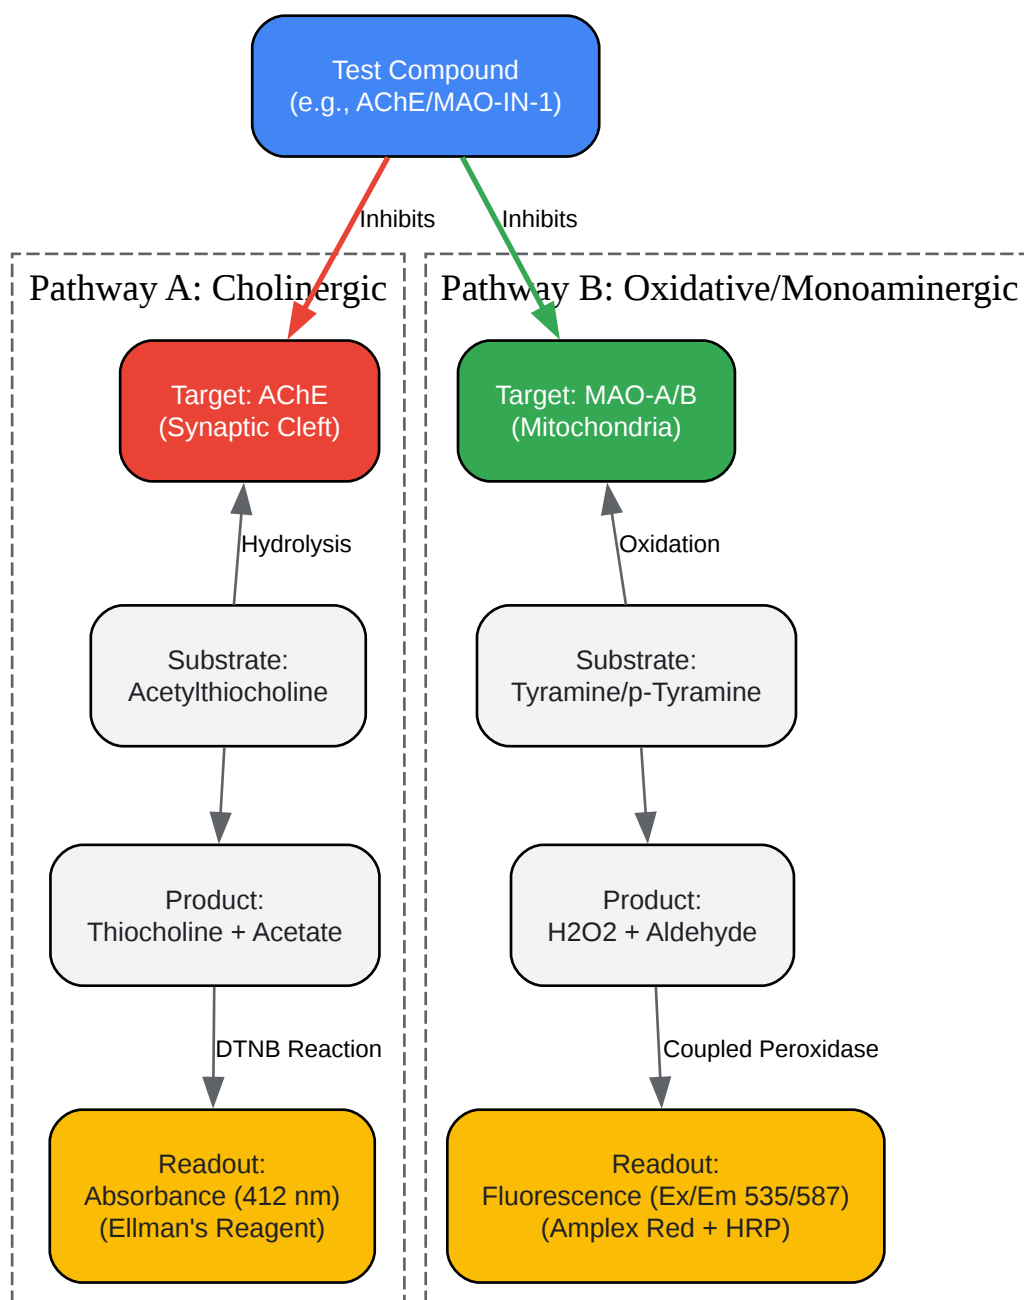 Test Compound
(e.g., AChE/MAO-IN-1)
Inhibits
Inhibits
Pathway A: Cholinergic
Target: AChE
(Synaptic Cleft)
Hydrolysis
Substrate:
Acetylthiocholine
Product:
Thiocholine + Acetate
DTNB Reaction
Readout:
Absorbance (412 nm)
(Ellman's Reagent)
Pathway B: Oxidative/Monoaminergic
Target: MAO-A/B
(Mitochondria)
Oxidation
Substrate:
Tyramine/p-Tyramine
Product:
H2O2 + Aldehyde
Coupled Peroxidase
Readout:
Fluorescence (Ex/Em 535/587)
(Amplex Red + HRP)